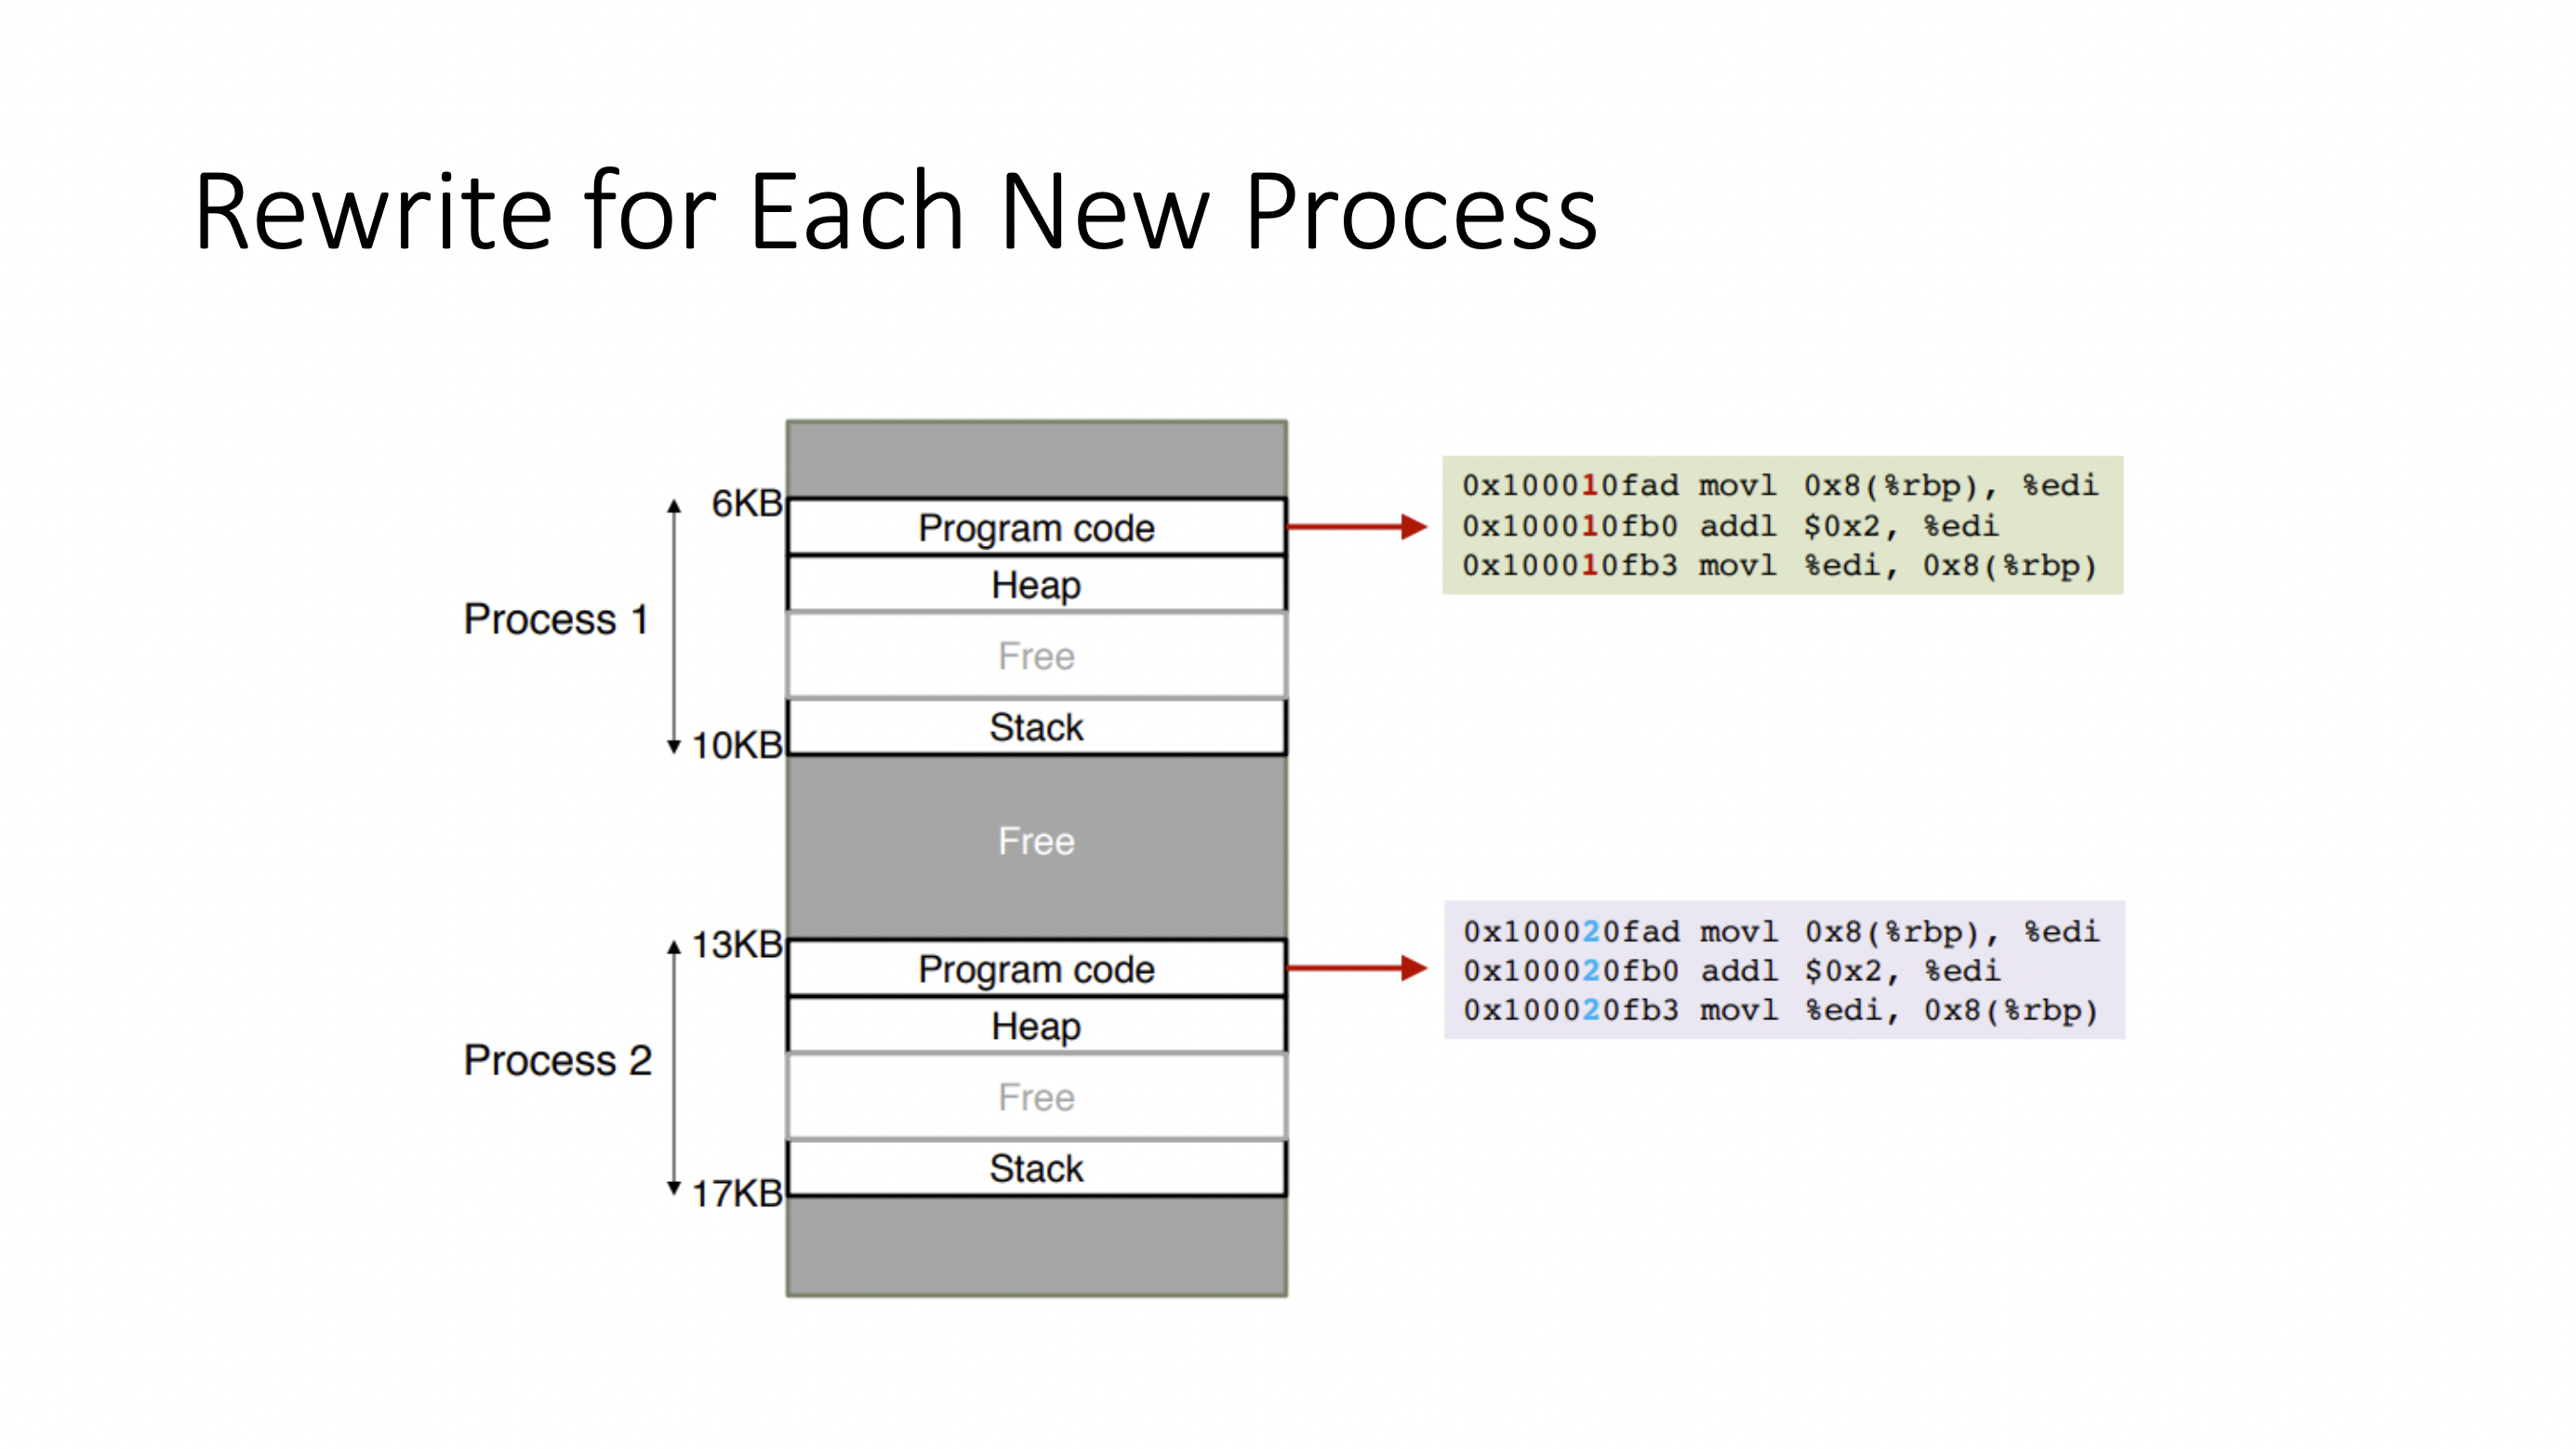 Rewrite for Each New Process
6KB
Program code
Heap
Process 1
Free
Stack
10KB
0x100010fad movl 0x8(%rbp), %edi
0x100010fb0 addl $0x2, %edi
0x100010fb3 movl %edi, 0x8(%rbp)
Free
13KB
Program code
Heap
Process 2
Free
Stack
17KB
0x100020fad movl 0x8(%rbp), %edi
0x100020fb0 addl $0x2, %edi
0x100020fb3 movl %edi, 0x8(%rbp)